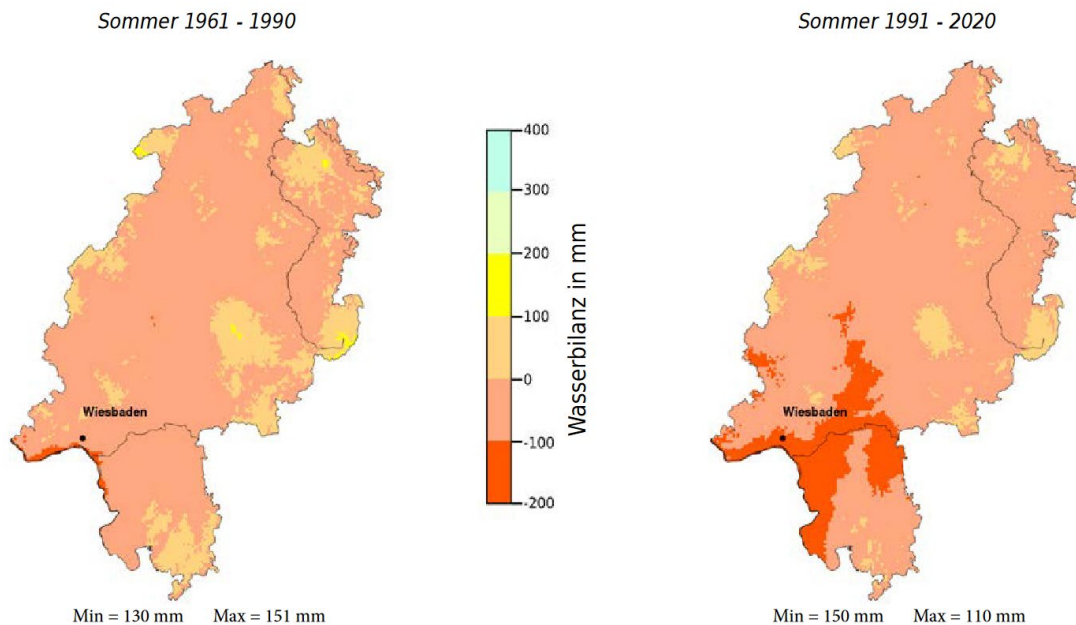 Sommer 1961 - 1990
Sommer 1991 - 2020
400
300
200
100
0
-100
-200
Wasserbilanz in mm
Wiesbaden
Wiesbaden
Min = 130 mm Max = 151 mm
Min = 150 mm Max = 110 mm